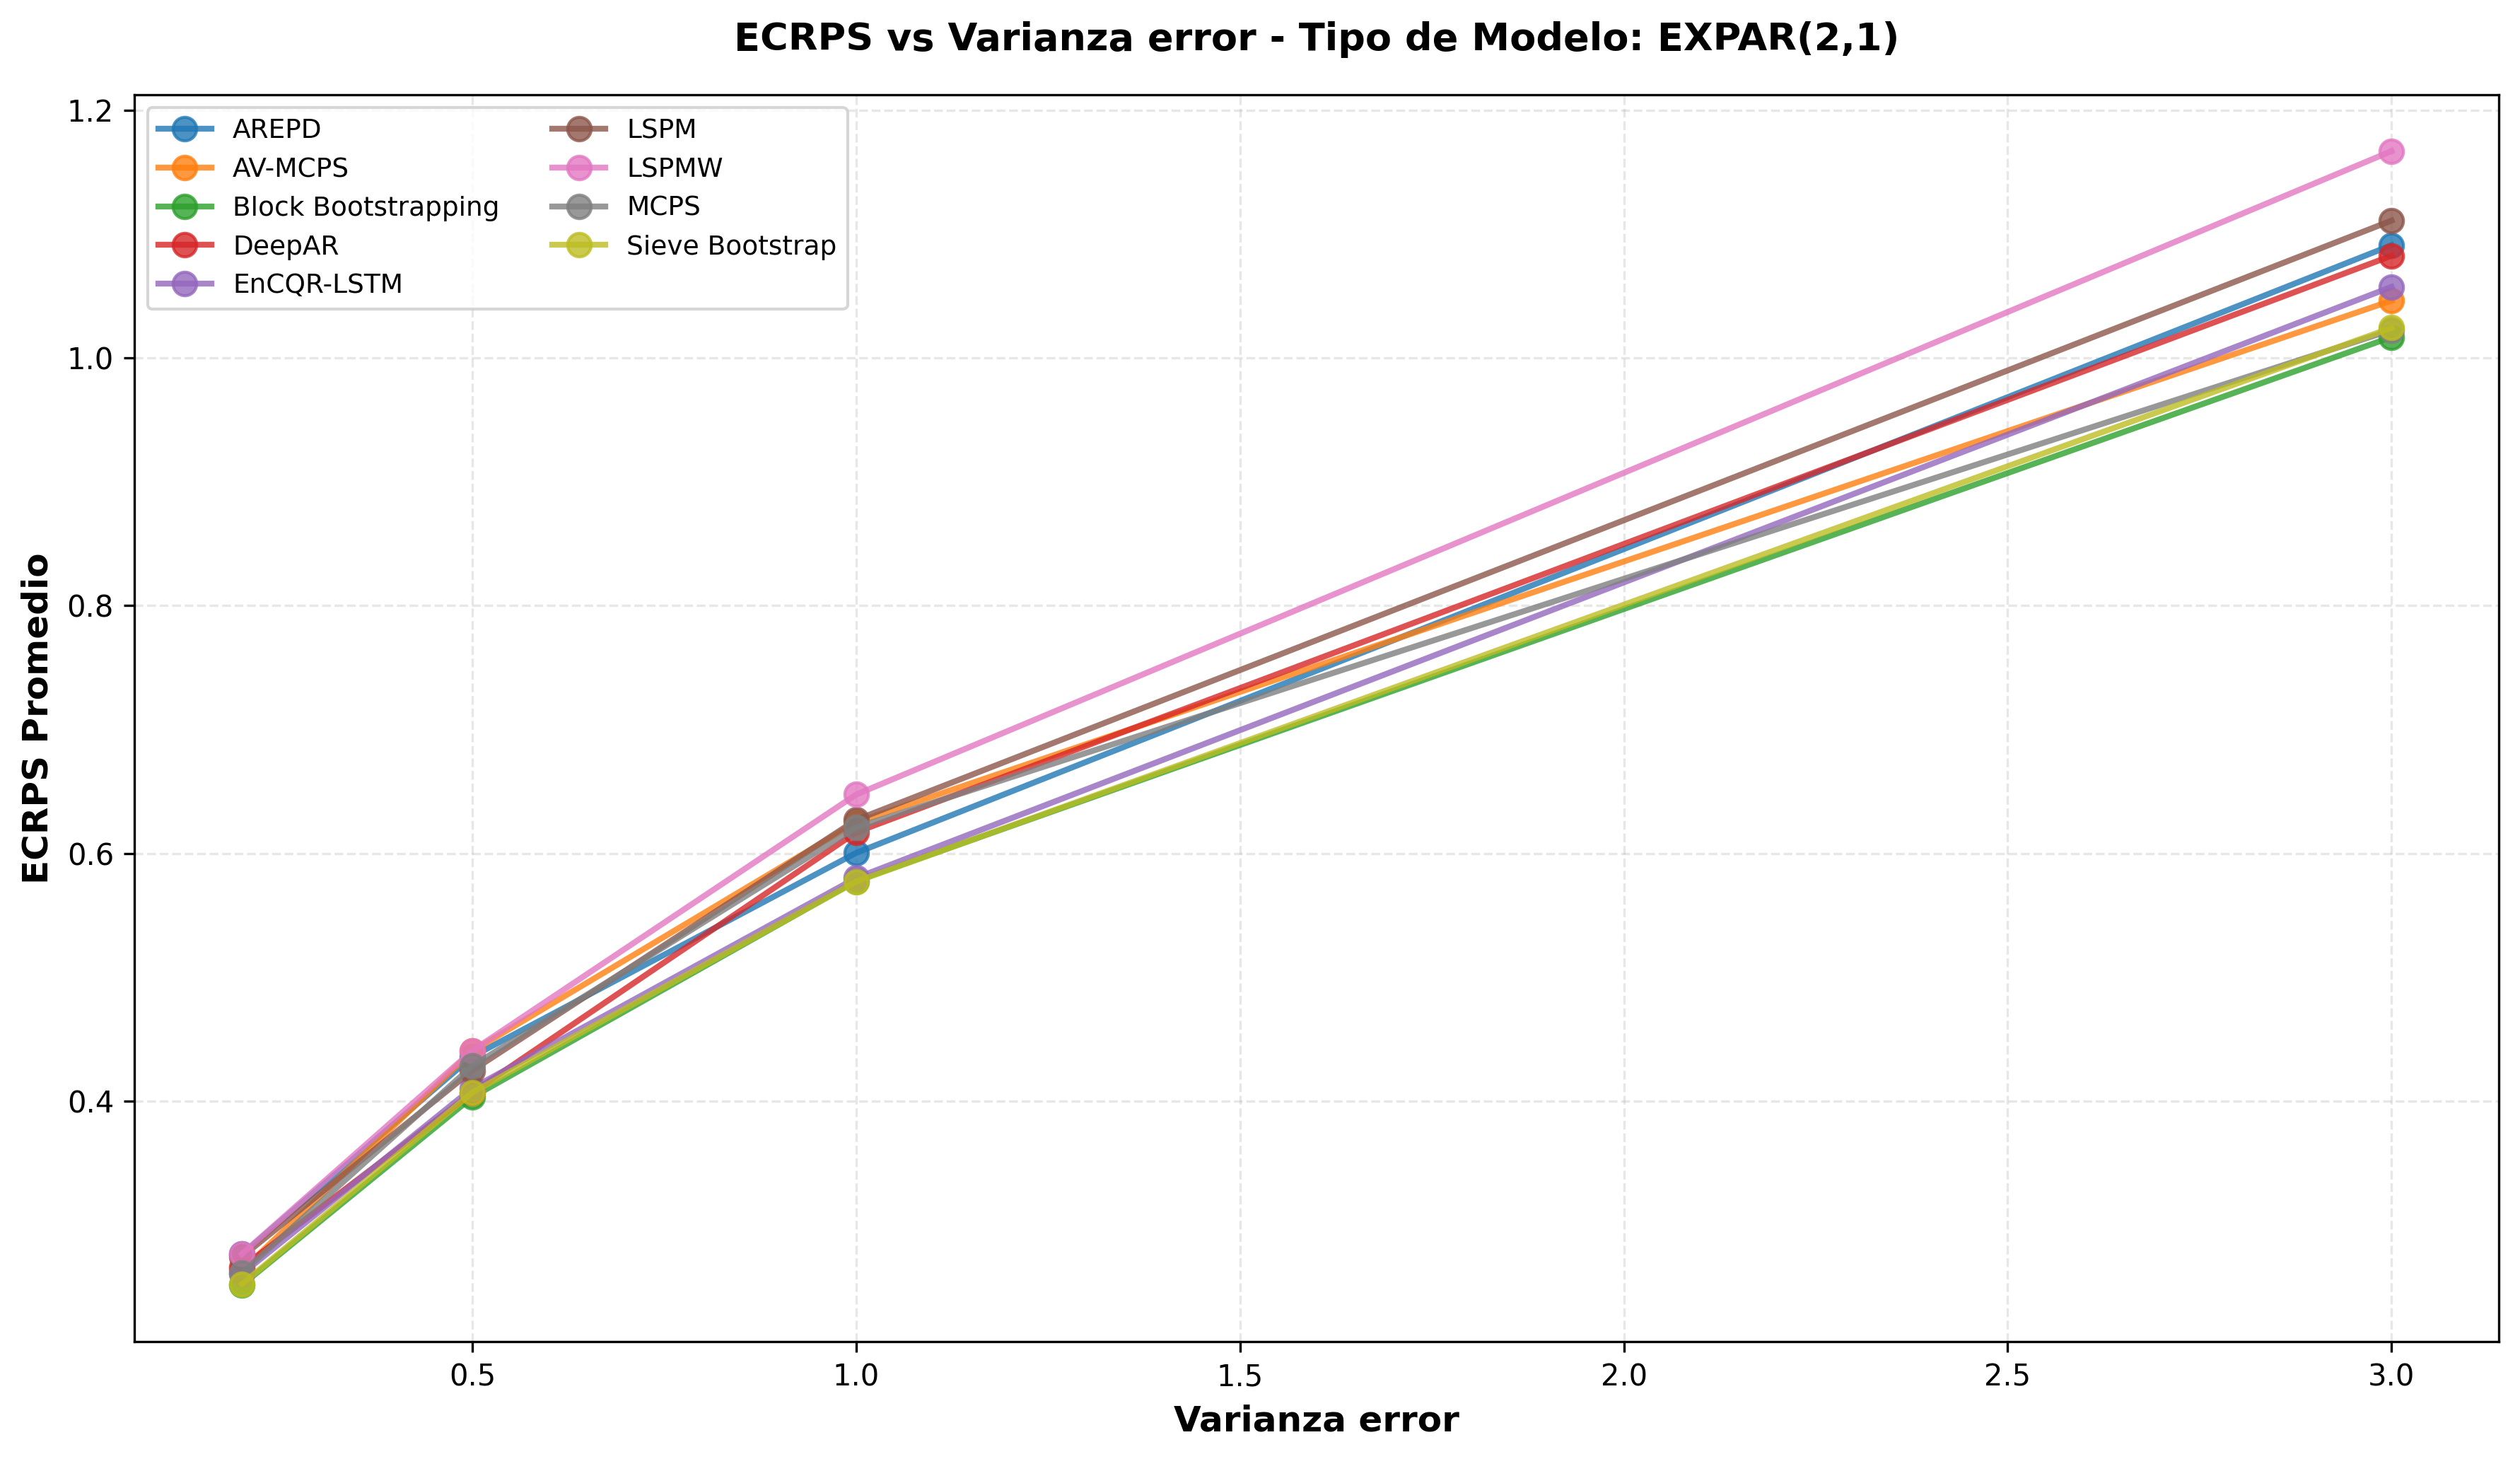 ECRPS vs Varianza error - Tipo de Modelo: EXPAR(2,1)
AREPD
AV-MCPS
Block Bootstrapping
DeepAR
EnCQR-LSTM
LSPM
LSPMW
MCPS
Sieve Bootstrap
ECRPS Promedio
1.2
1.0
0.8
0.6
0.4
0.5
1.0
1.5
2.0
2.5
3.0
Varianza error